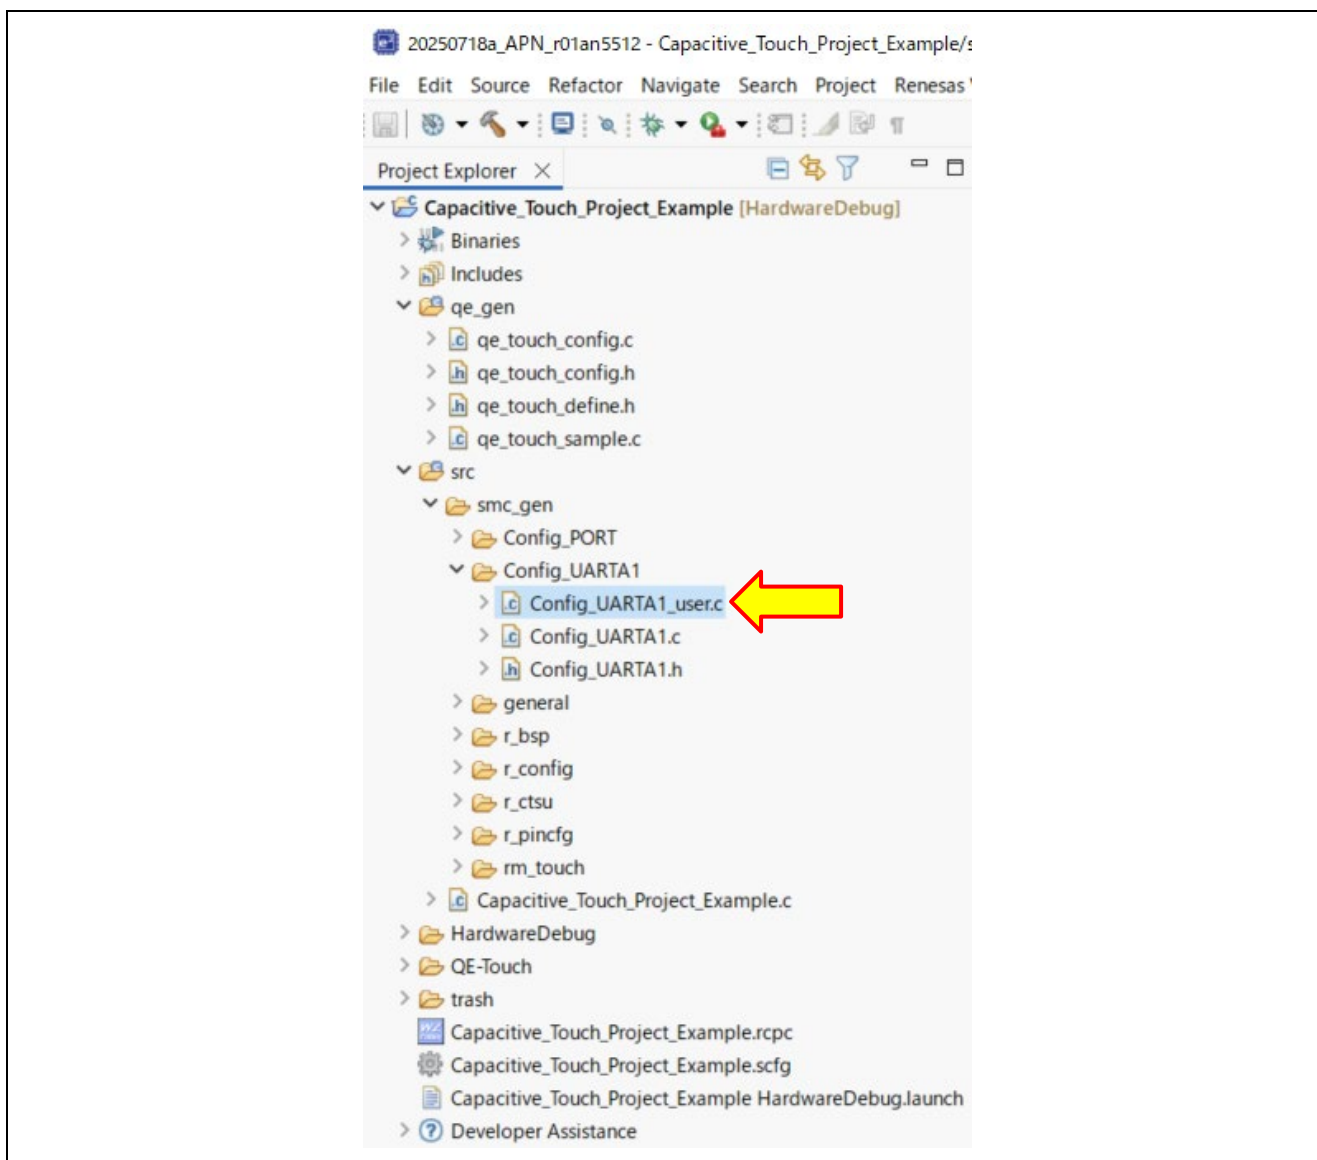 20250718a_APN_r01an5512 - Capacitive_Touch_Project_Example/s
File Edit Source Refactor Navigate Search Project Renesas
Project Explorer
Capacitive_Touch_Project_Example [HardwareDebug]
Binaries
Includes
qe_gen
qe_touch_config.c
qe_touch_config.h
qe_touch_define.h
qe_touch_sample.c
src
smc_gen
Config_PORT
Config_UARTA1
Config_UARTA1_user.c
Config_UARTA1.c
Config_UARTA1.h
general
r_bsp
r_config
r_ctsu
r_pincfg
rm_touch
Capacitive_Touch_Project_Example.c
HardwareDebug
QE-Touch
trash
Capacitive_Touch_Project_Example.rcpc
Capacitive_Touch_Project_Example.scfg
Capacitive_Touch_Project_Example HardwareDebug.launch
Developer Assistance